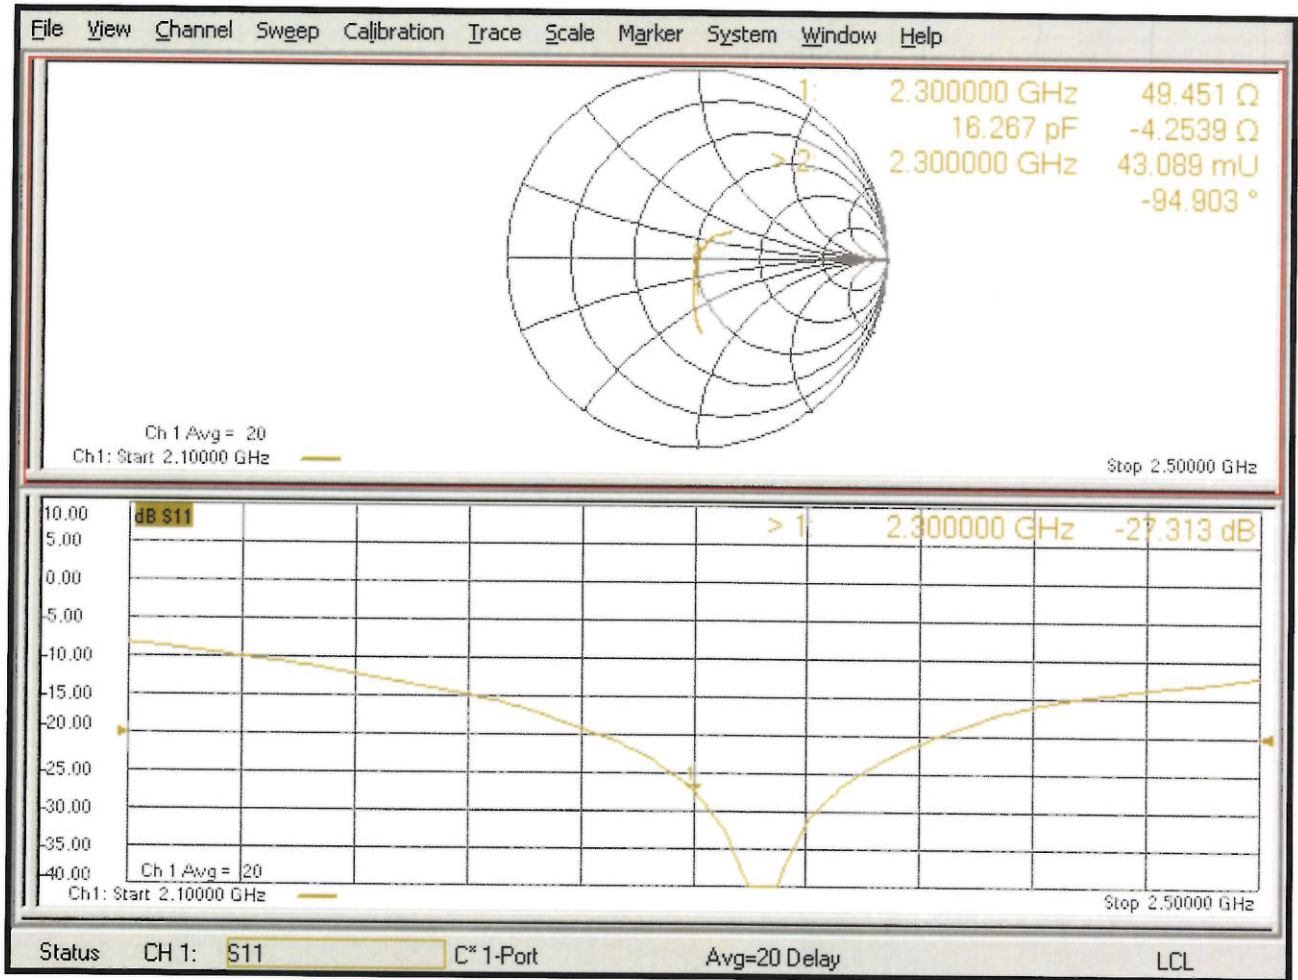 File View Channel Sweep Calibration Trace Scale Marker System Window Help
1: 2.300000 GHz 49.451 Ω
16.267 pF -4.2539 Ω
> 2: 2.300000 GHz 43.089 mU
-94.903 °
Ch 1 Avg = 20
Ch1: Start 2.10000 GHz
Stop 2.50000 GHz
10.00
dB S11
> 1: 2.300000 GHz -27.313 dB
5.00
0.00
-5.00
-10.00
-15.00
-20.00
-25.00
1
-30.00
-35.00
-40.00
Ch 1 Avg = 20
Ch1: Start 2.10000 GHz
Stop 2.50000 GHz
Status CH 1: S11 C* 1-Port Avg=20 Delay LCL